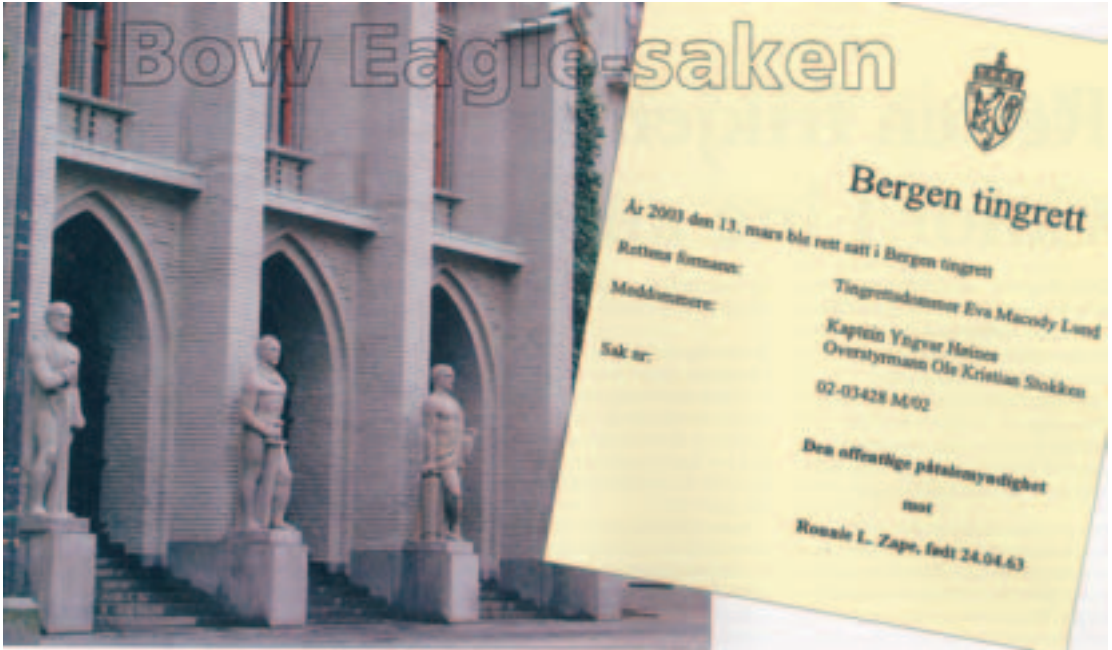 Bow Eagle-saken
Bergen tingrett
År 2003 den 13. mars ble rett satt i Bergen tingrett
Rettens formann:
Tingrettsdommer Eva Macody Lund
Meddommere:
Kaptein Yngvar Høines
Overstyrmann Ole Kristian Stokken
Sak nr:
02-03428 M/02
Den offentlige påtalemyndighet
mot
Ronnie L. Zape, født 24.04.63